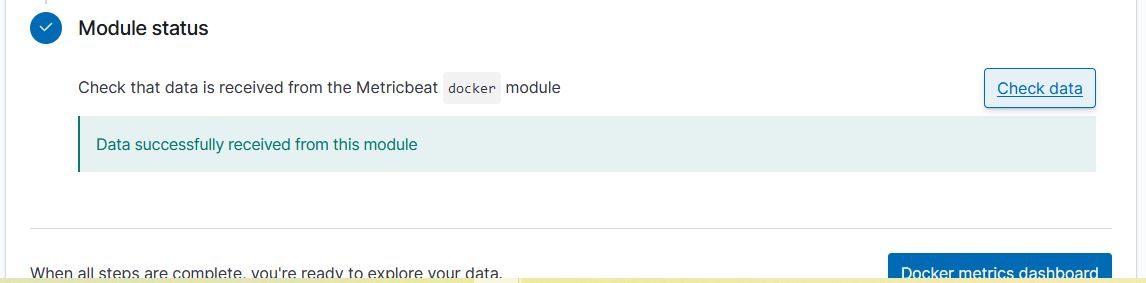 Module status
Check that data is received from the Metricbeat docker module
Check data
Data successfully received from this module
When all steps are complete, you're ready to explore your data.
Docker metrics dashboard